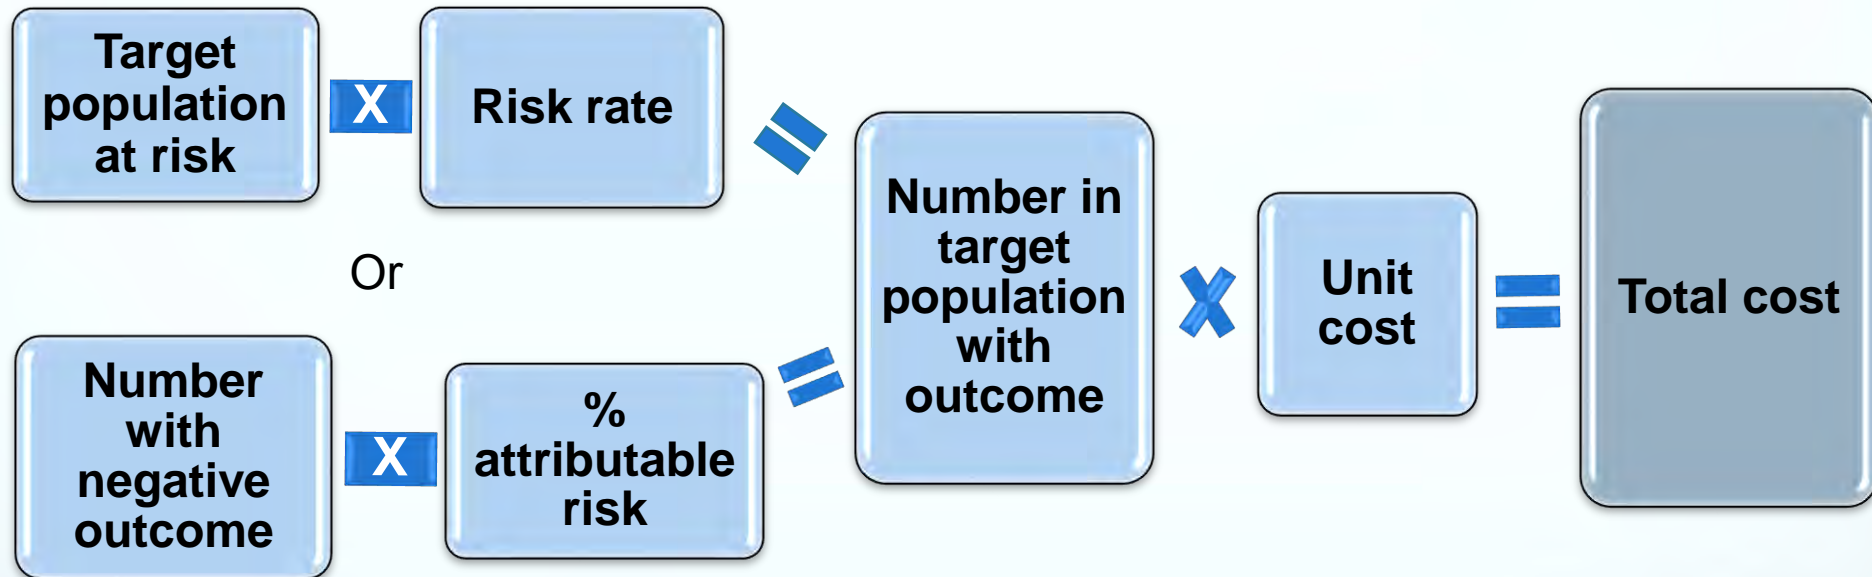 Target
population
at risk
X
Risk rate
Or
Number
with
negative
outcome
X
%
attributable
risk
Number in
target
population
with
outcome
X
Unit
cost
Total cost